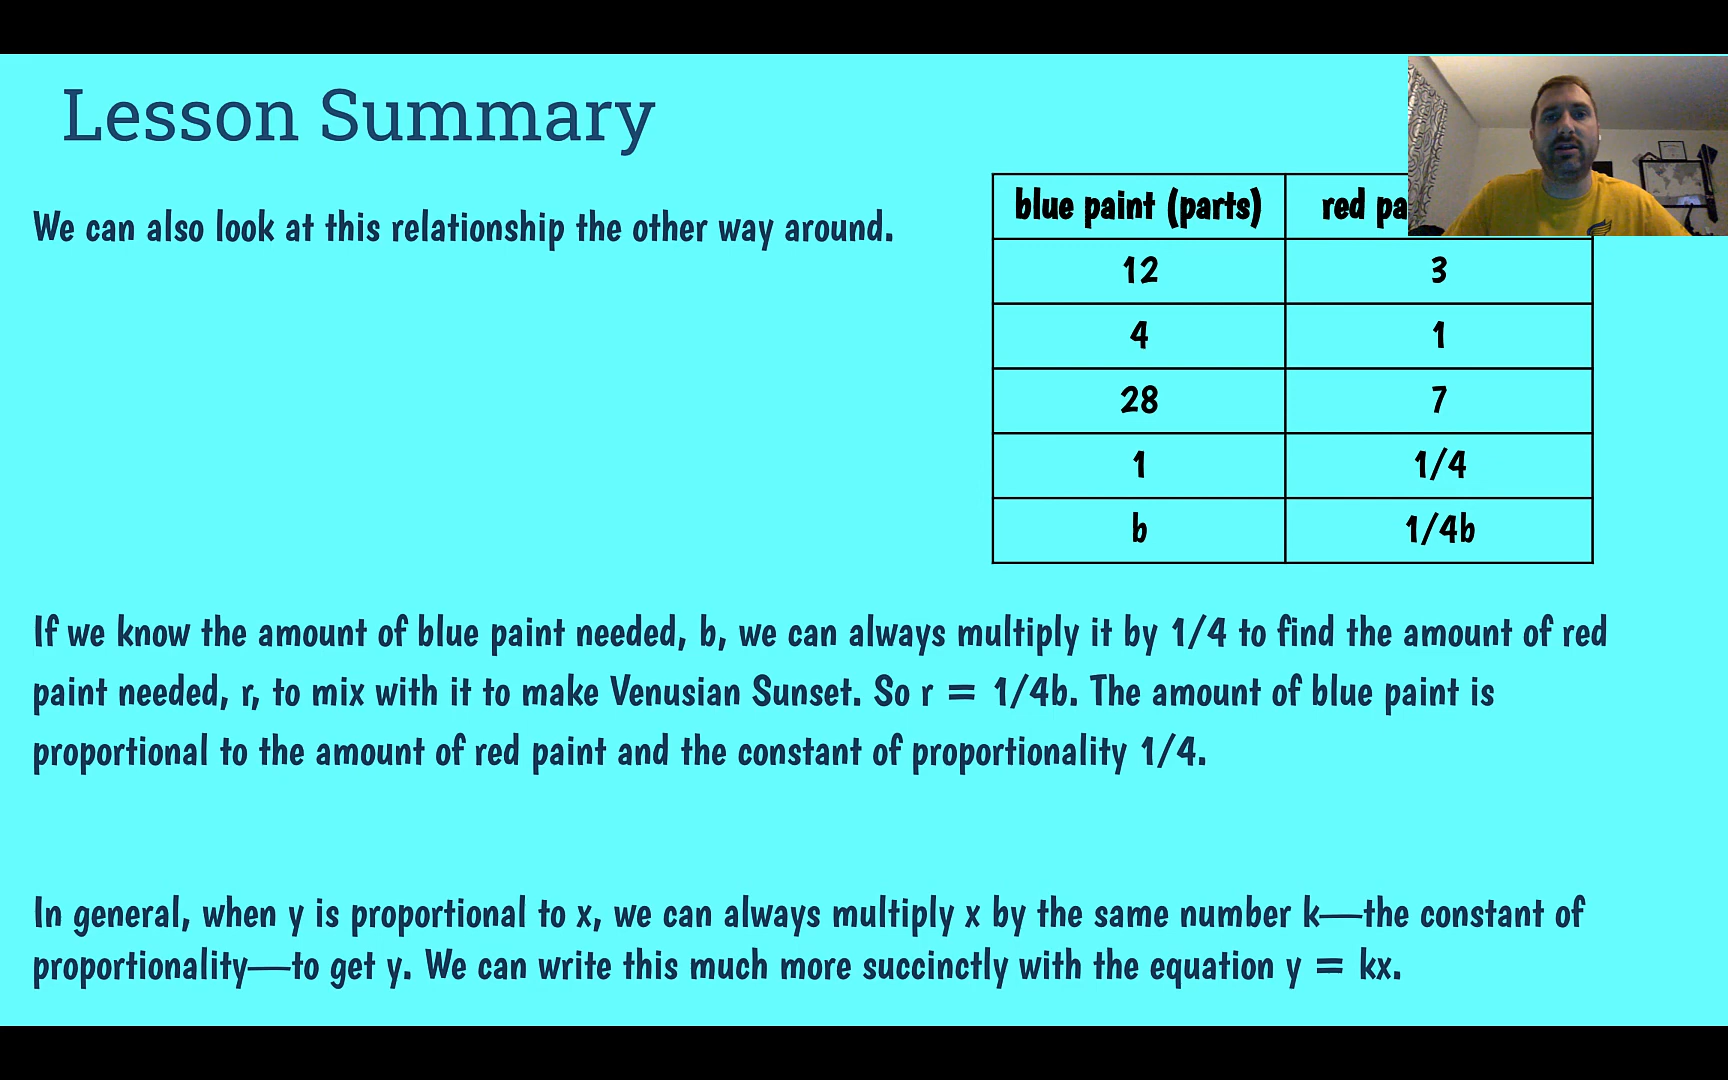 Lesson Summary
We can also look at this relationship the other way around.
blue paint (parts) red
12 3
4 1
28 7
1 1/4
b 1/4b
If we know the amount of blue paint needed, b, we can always multiply it by 1/4 to find the amount of red
paint needed, r, to mix with it to make Venusian Sunset. So r = 1/4b. The amount of blue paint is
proportional to the amount of red paint and the constant of proportionality 1/4.
In general, when y is proportional to x, we can always multiply x by the same number k—the constant of
proportionality—to get y. We can write this much more succinctly with the equation y = kx.